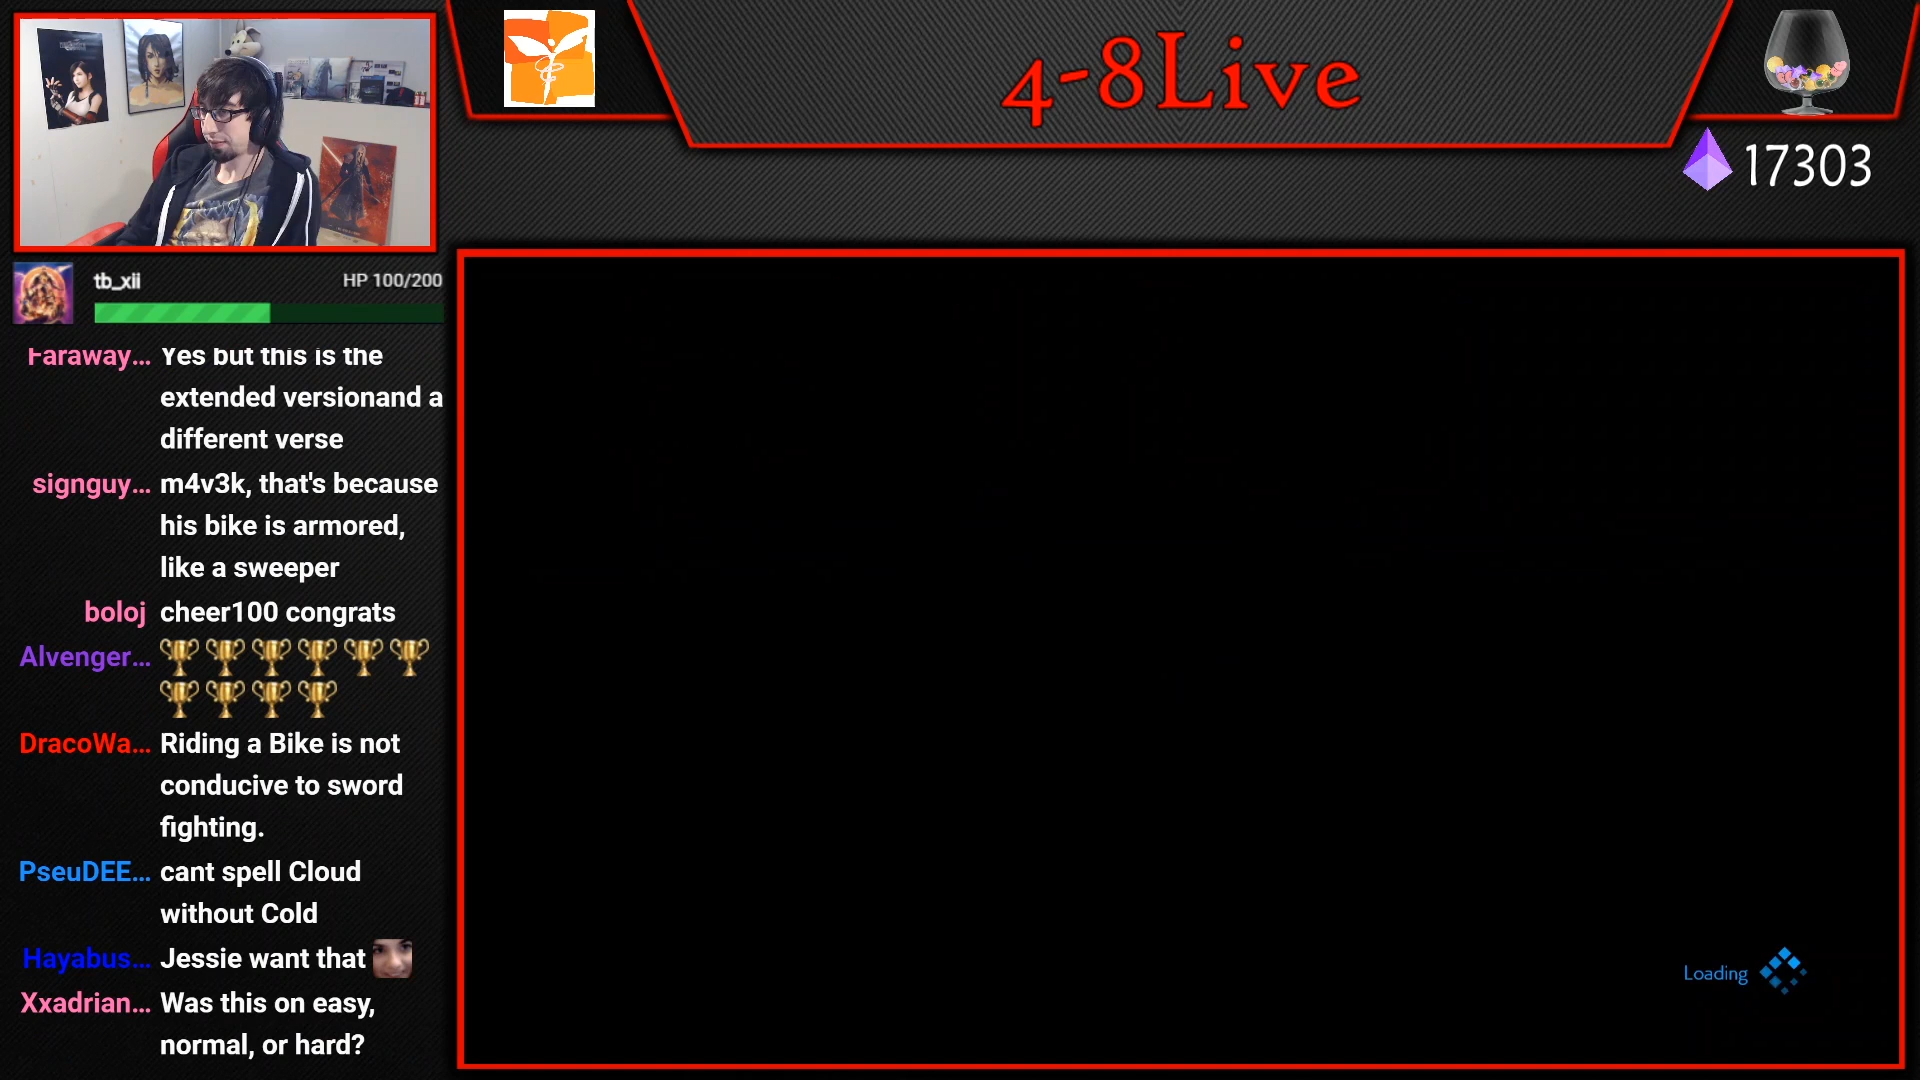 4-8Live
17303
tb_xii
HP 100/200
Faraway... Yes but this is the
extended versionand a
different verse
signguy... m4v3k, that's because
his bike is armored,
like a sweeper
boloj cheer100 congrats
Alvenger...
DracoWa... Riding a Bike is not
conducive to sword
fighting.
PseuDEE... cant spell Cloud
without Cold
Hayabus... Jessie want that
Xxadrian... Was this on easy,
normal, or hard?
Loading